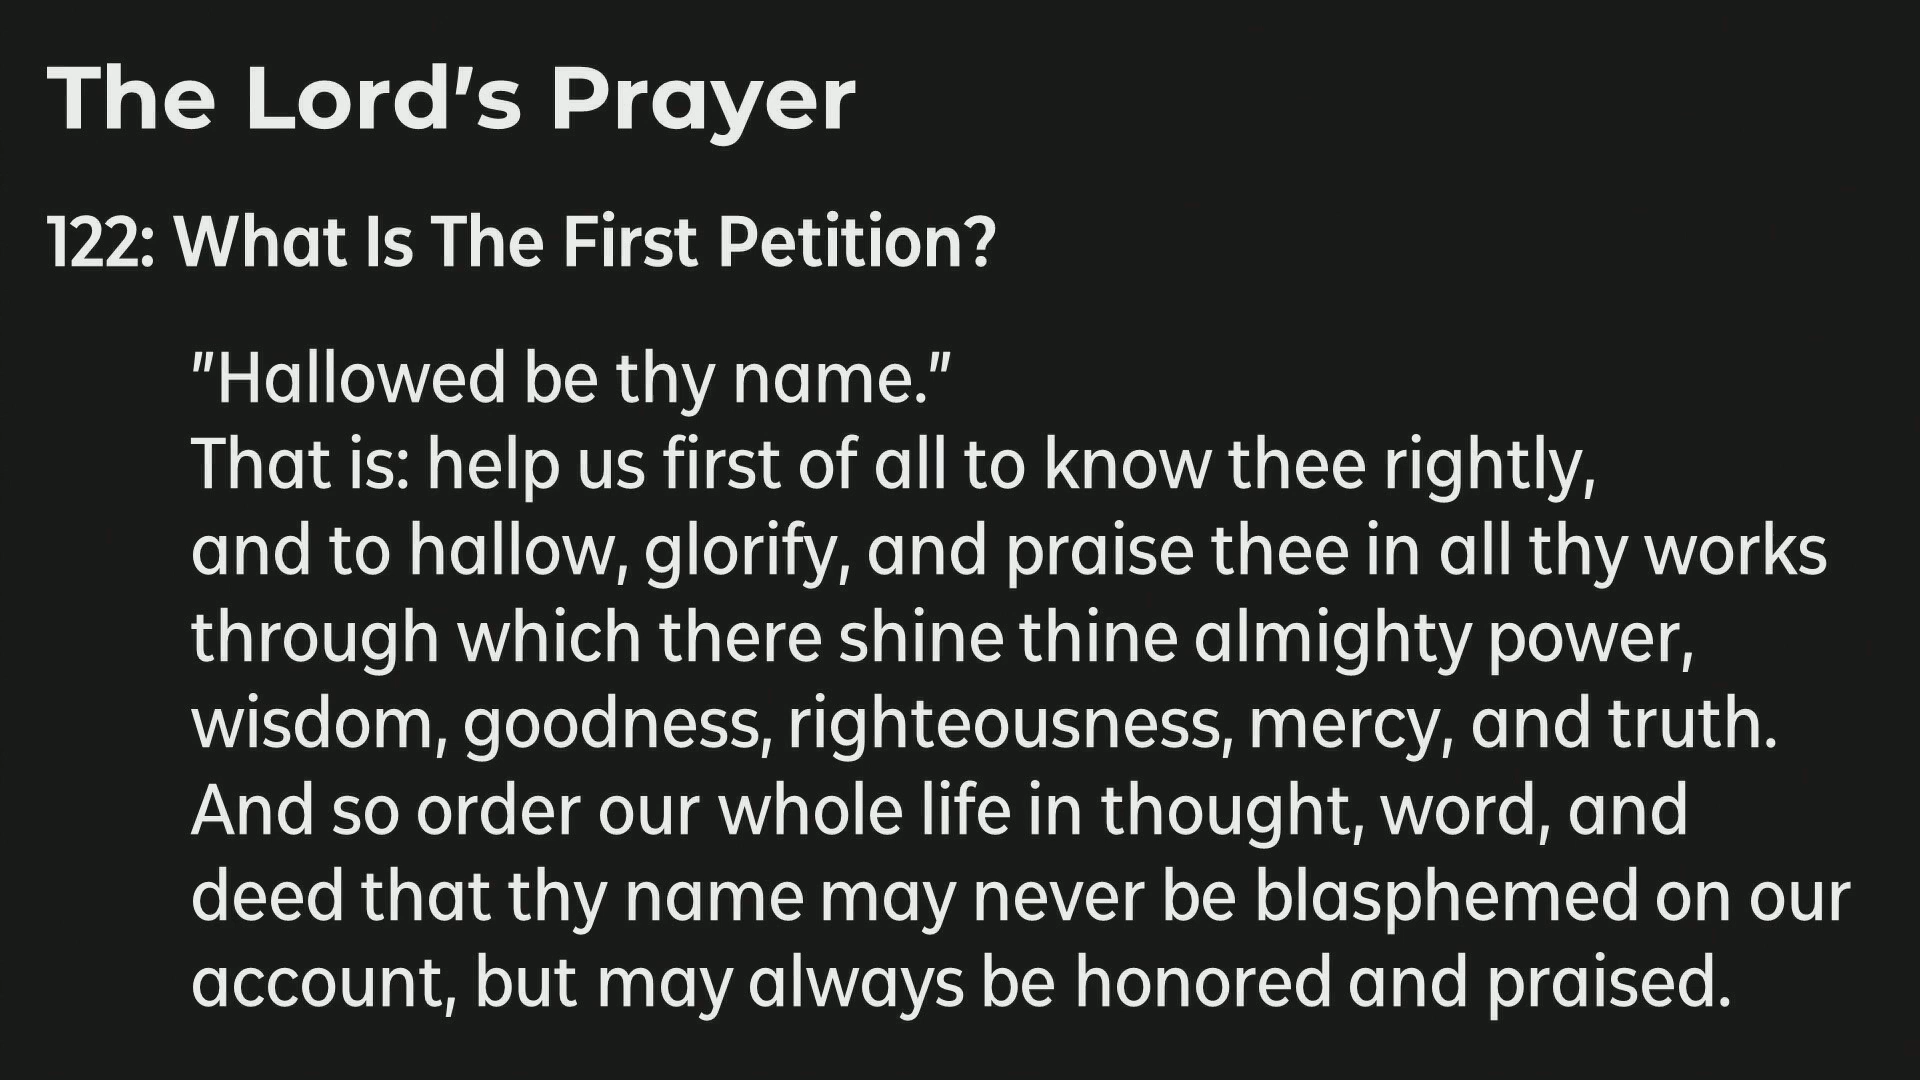 The Lord's Prayer
122: What Is The First Petition?
"Hallowed be thy name."
That is: help us first of all to know thee rightly,
and to hallow, glorify, and praise thee in all thy works
through which there shine thine almighty power,
wisdom, goodness, righteousness, mercy, and truth.
And so order our whole life in thought, word, and
deed that thy name may never be blasphemed on our
account, but may always be honored and praised.